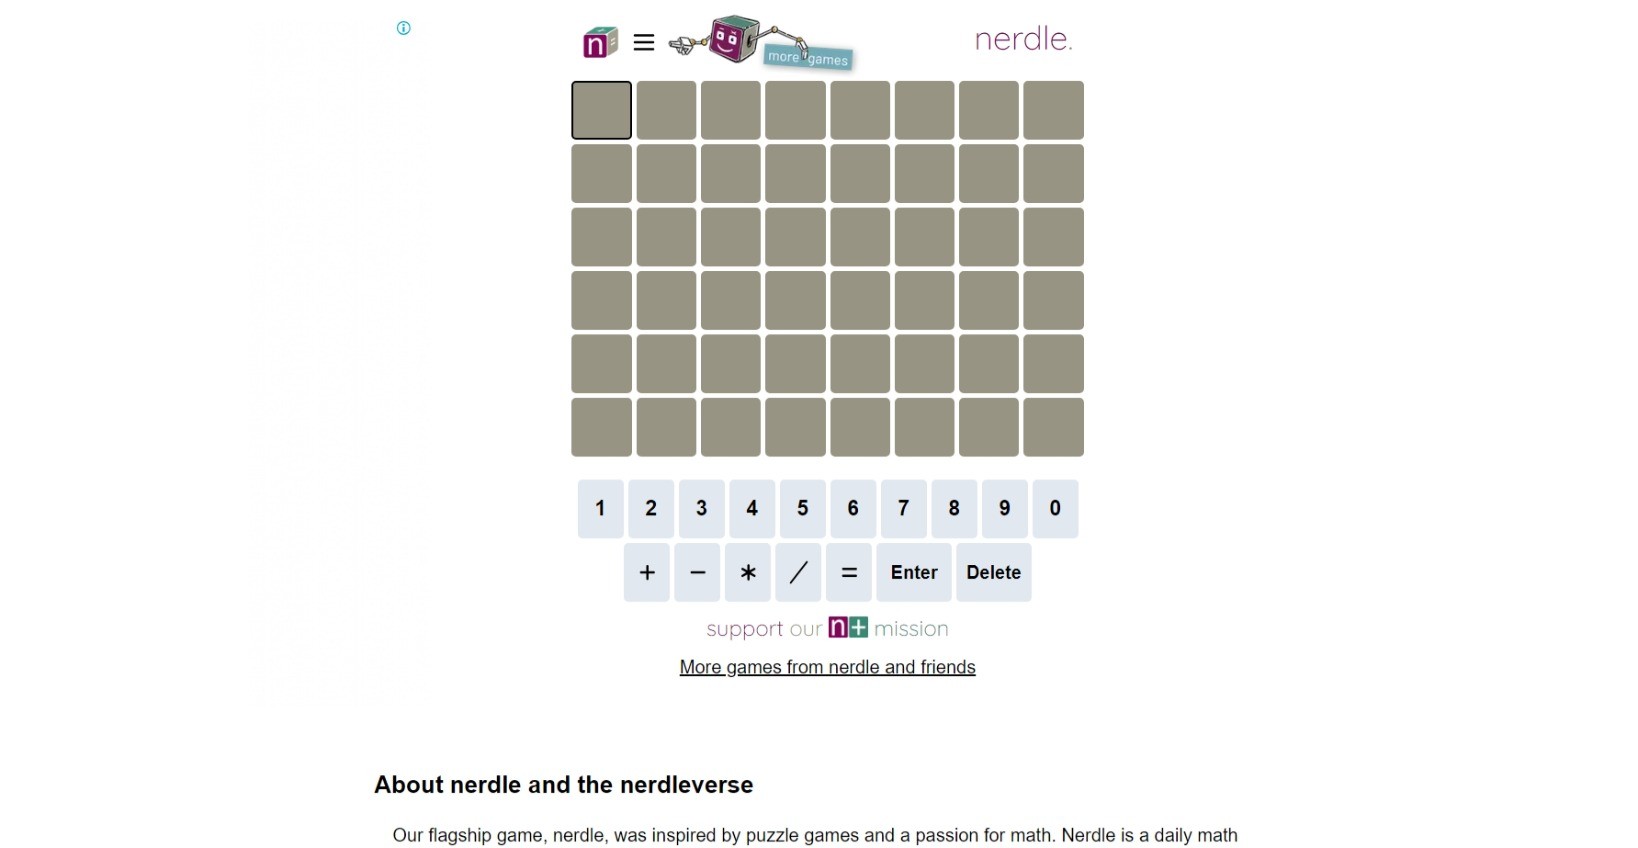 n =
more games
nerdle.
1 2 3 4 5 6 7 8 9 0
+ − * / = Enter Delete
support our n+ mission
More games from nerdle and friends
About nerdle and the nerdleverse
Our flagship game, nerdle, was inspired by puzzle games and a passion for math. Nerdle is a daily math